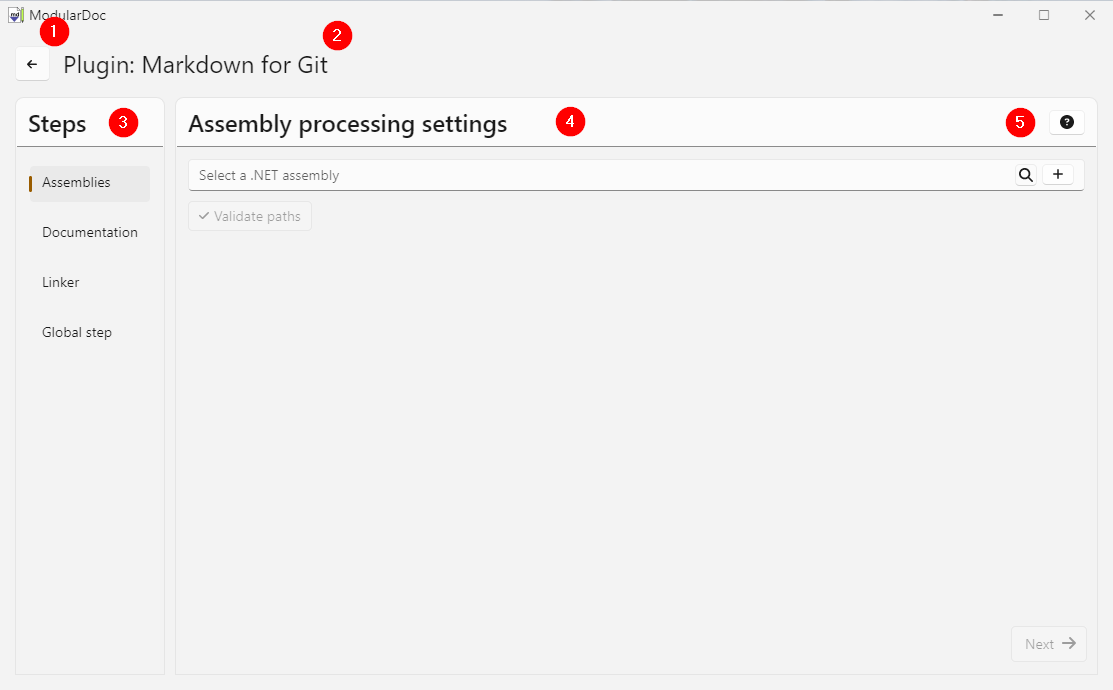 ModularDoc
1
2
Plugin: Markdown for Git
Steps
3
Assembly processing settings
4
5
?
Assemblies
Documentation
Linker
Global step
Select a .NET assembly
Validate paths
Next